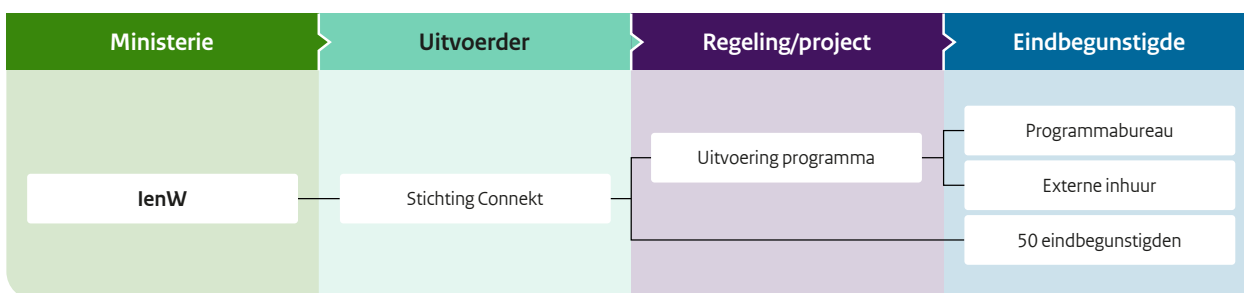 Ministerie
Uitvoerder
Regeling/project
Eindbegunstigde
IenW
Stichting Connekt
Uitvoering programma
Programmabureau
Externe inhuur
50 eindbegunstigden